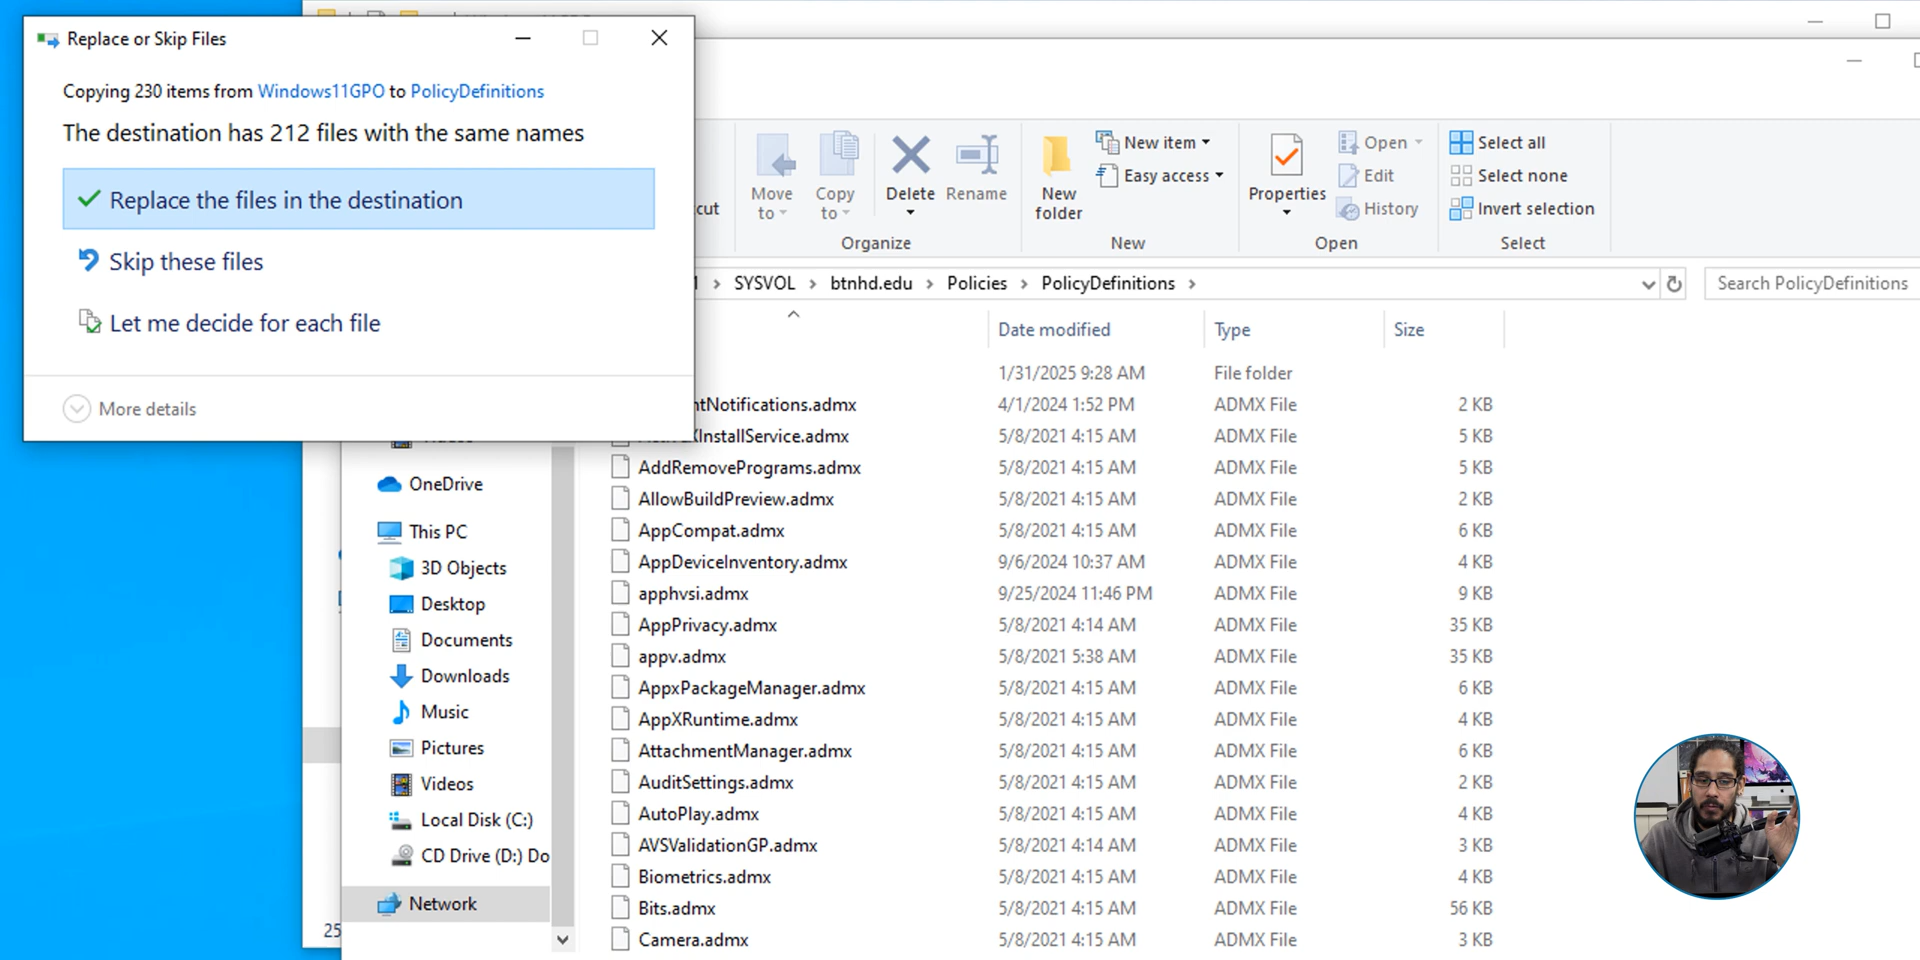 Replace or Skip Files
Copying 230 items from Windows11GPO to PolicyDefinitions
The destination has 212 files with the same names
Replace the files in the destination
Skip these files
Let me decide for each file
More details
cut
Move to
Copy to
Delete
Rename
Organize
New folder
New item
Easy access
New
Properties
Open
Edit
History
Open
Select all
Select none
Invert selection
Select
SYSVOL > btnhd.edu > Policies > PolicyDefinitions >
Search PolicyDefinitions
Date modified Type Size
1/31/2025 9:28 AM File folder
ntNotifications.admx 4/1/2024 1:52 PM ADMX File 2 KB
InstallService.admx 5/8/2021 4:15 AM ADMX File 5 KB
AddRemovePrograms.admx 5/8/2021 4:15 AM ADMX File 5 KB
AllowBuildPreview.admx 5/8/2021 4:15 AM ADMX File 2 KB
AppCompat.admx 5/8/2021 4:15 AM ADMX File 6 KB
AppDeviceInventory.admx 9/6/2024 10:37 AM ADMX File 4 KB
apphvsi.admx 9/25/2024 11:46 PM ADMX File 9 KB
AppPrivacy.admx 5/8/2021 4:14 AM ADMX File 35 KB
appv.admx 5/8/2021 5:38 AM ADMX File 35 KB
AppxPackageManager.admx 5/8/2021 4:15 AM ADMX File 6 KB
AppXRuntime.admx 5/8/2021 4:15 AM ADMX File 4 KB
AttachmentManager.admx 5/8/2021 4:15 AM ADMX File 6 KB
AuditSettings.admx 5/8/2021 4:15 AM ADMX File 2 KB
AutoPlay.admx 5/8/2021 4:15 AM ADMX File 4 KB
AVSValidationGP.admx 5/8/2021 4:14 AM ADMX File 3 KB
Biometrics.admx 5/8/2021 4:15 AM ADMX File 4 KB
Bits.admx 5/8/2021 4:15 AM ADMX File 56 KB
Camera.admx 5/8/2021 4:15 AM ADMX File 3 KB
OneDrive
This PC
3D Objects
Desktop
Documents
Downloads
Music
Pictures
Videos
Local Disk (C:)
CD Drive (D:) Do
Network
25